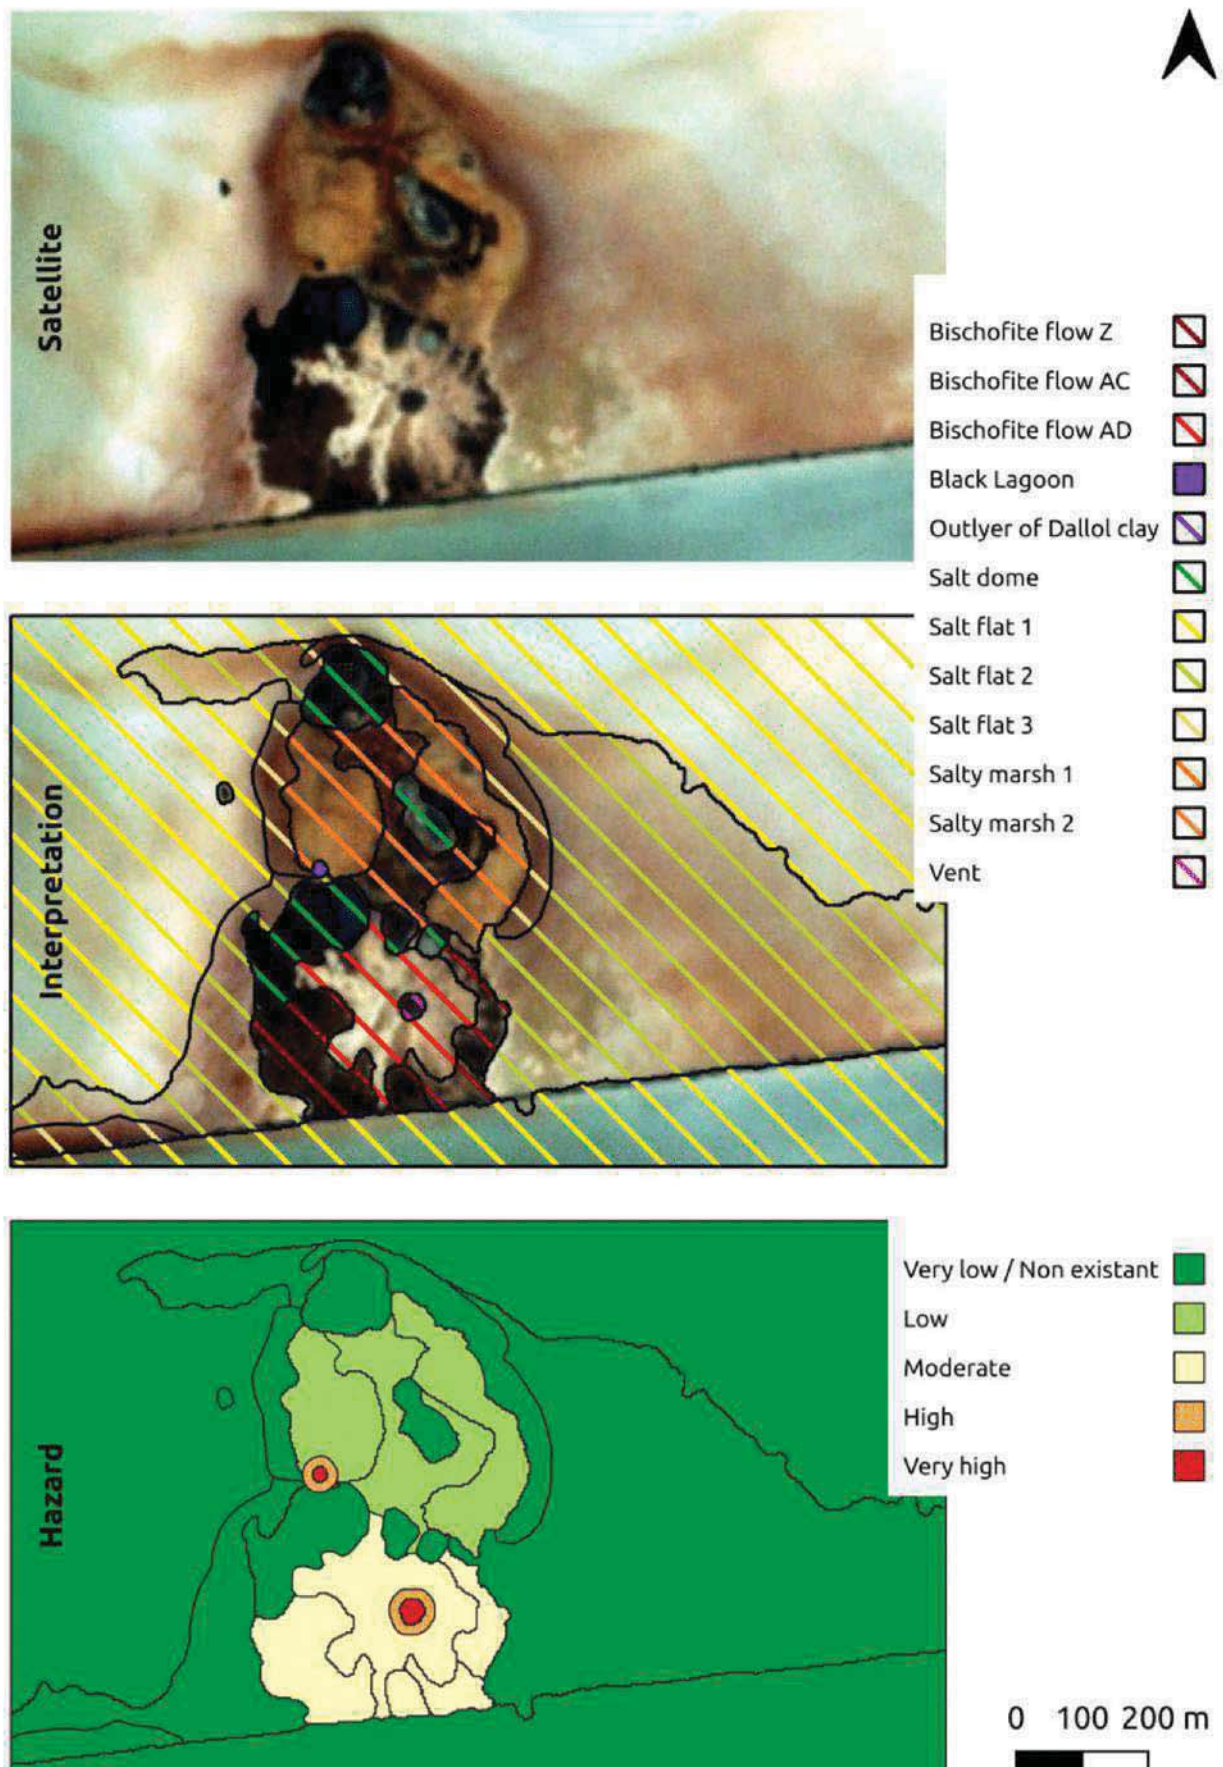 Satellite
Bischofite flow Z
Bischofite flow AC
Bischofite flow AD
Black Lagoon
Outlyer of Dallol clay
Salt dome
Salt flat 1
Salt flat 2
Salt flat 3
Salty marsh 1
Salty marsh 2
Vent
Interpretation
Very low / Non existant
Low
Moderate
High
Very high
Hazard
0 100 200 m